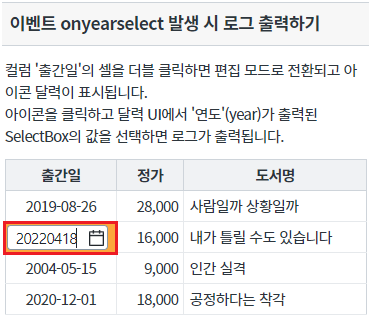 이벤트 onyearselect 발생 시 로그 출력하기
컬럼 '출간일'의 셀을 더블 클릭하면 편집 모드로 전환되고 아
이콘 달력이 표시됩니다.
아이콘을 클릭하고 달력 UI에서 '연도'(year)가 출력된
SelectBox의 값을 선택하면 로그가 출력됩니다.
출간일 정가 도서명
2019-08-26 28,000 사람일까 상황일까
20220418 16,000 내가 틀릴 수도 있습니다
2004-05-15 9,000 인간 실격
2020-12-01 18,000 공정하다는 착각